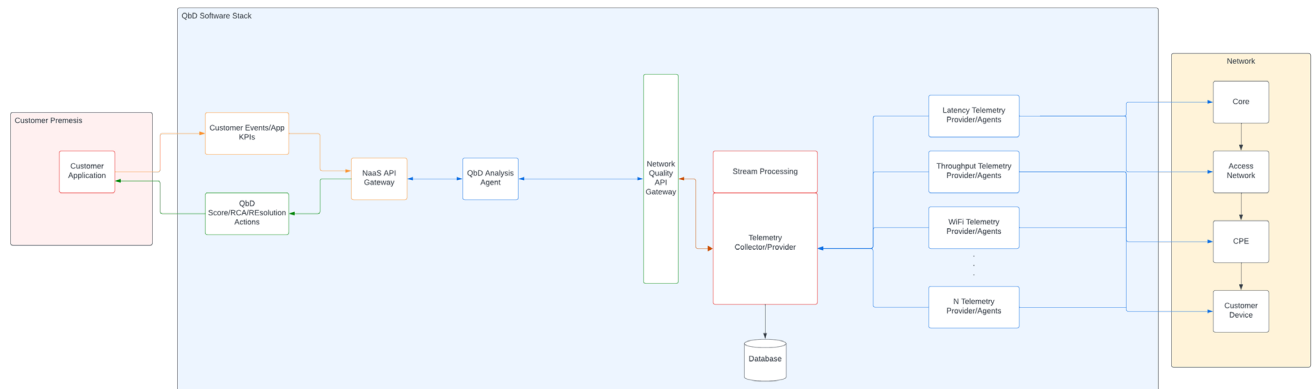 QbD Software Stack
Network
Customer Premesis
Customer
Application
Customer Events/App
KPIs
QbD
Score/RCA/REsolution
Actions
NaaS API
Gateway
QbD Analysis
Agent
Network
Quality
API
Gateway
Stream Processing
Telemetry
Collector/Provider
Database
Latency Telemetry
Provider/Agents
Throughput Telemetry
Provider/Agents
WiFi Telemetry
Provider/Agents
.
.
.
N Telemetry
Provider/Agents
Core
Access
Network
CPE
Customer
Device